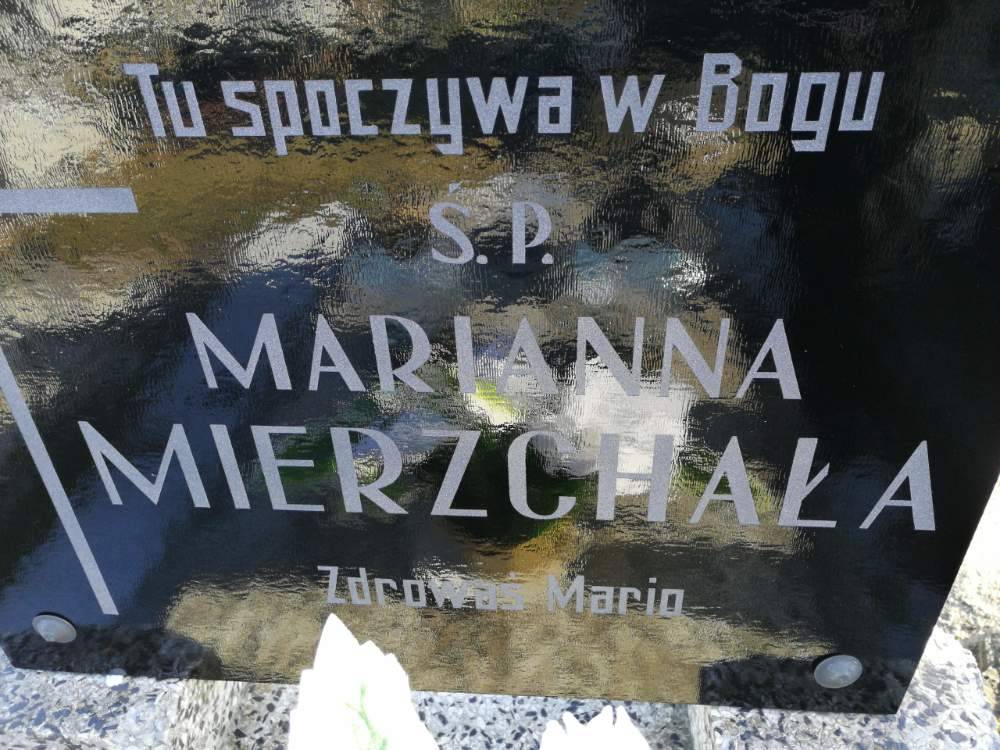 Tu spoczywa w Bogu
Ś.P.
MARIANNA
MIERZCHAŁA
Zdrowaś Mario